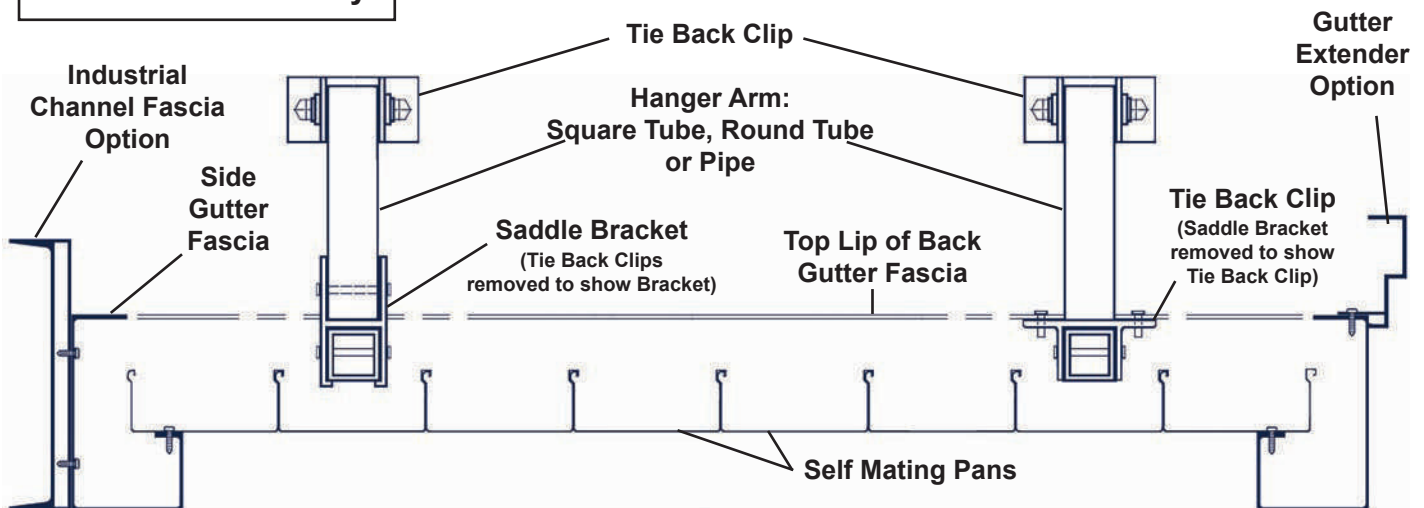 Tie Back Clip
Gutter
Extender
Option
Industrial
Channel Fascia
Option
Hanger Arm:
Square Tube, Round Tube
or Pipe
Side
Gutter
Fascia
Saddle Bracket
(Tie Back Clips
removed to show Bracket)
Top Lip of Back
Gutter Fascia
Tie Back Clip
(Saddle Bracket
removed to show
Tie Back Clip)
Self Mating Pans